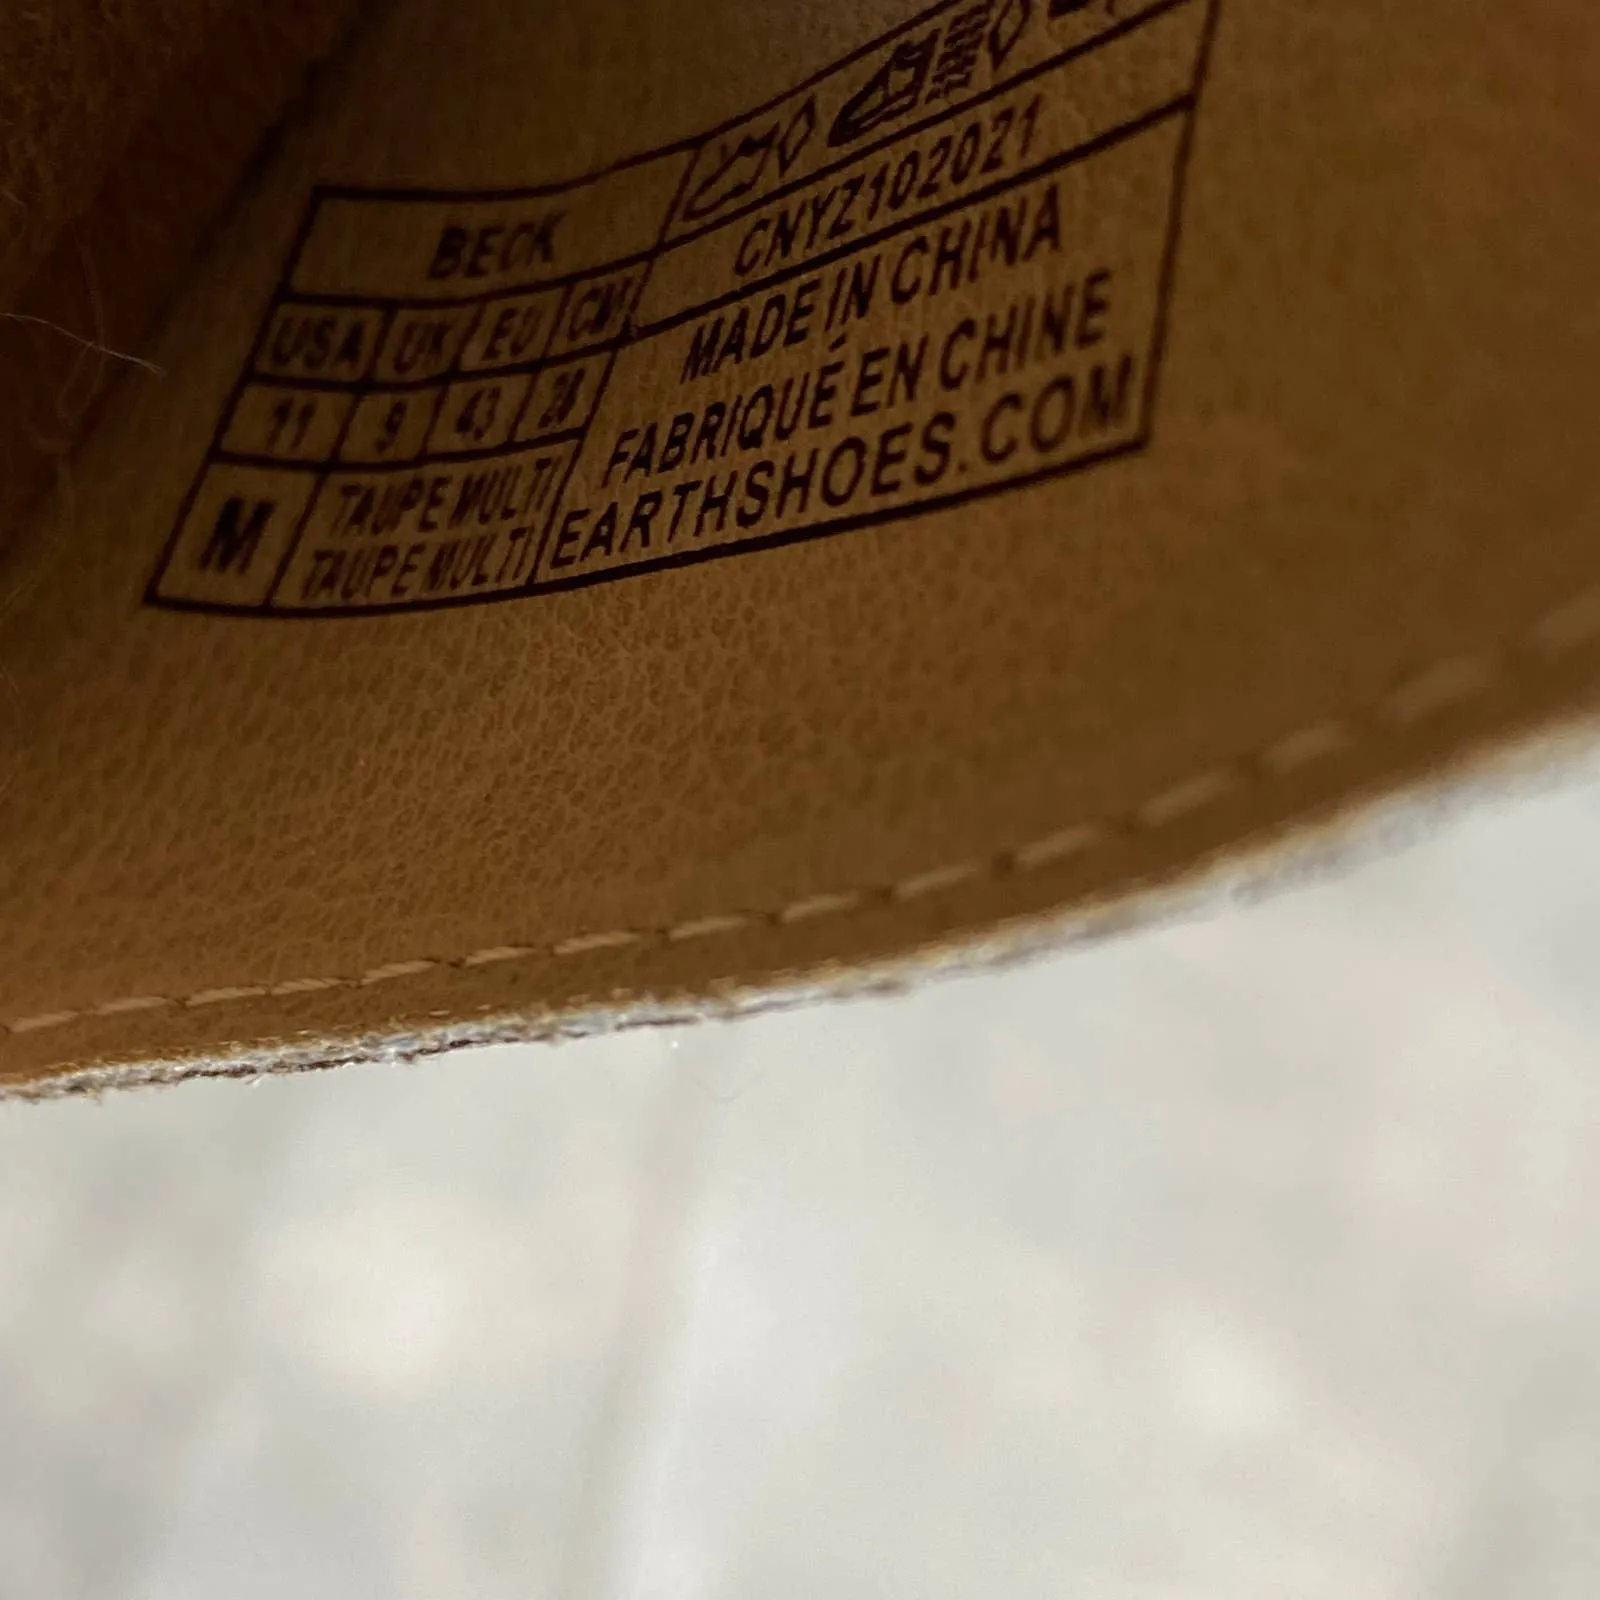 BECK
CNYZ102021
USA UK EU CM
11 9 43 28
MADE IN CHINA
FABRIQUÉ EN CHINE
M
TAUPE MULTI
TAUPE MULTI
EARTHSHOES.COM